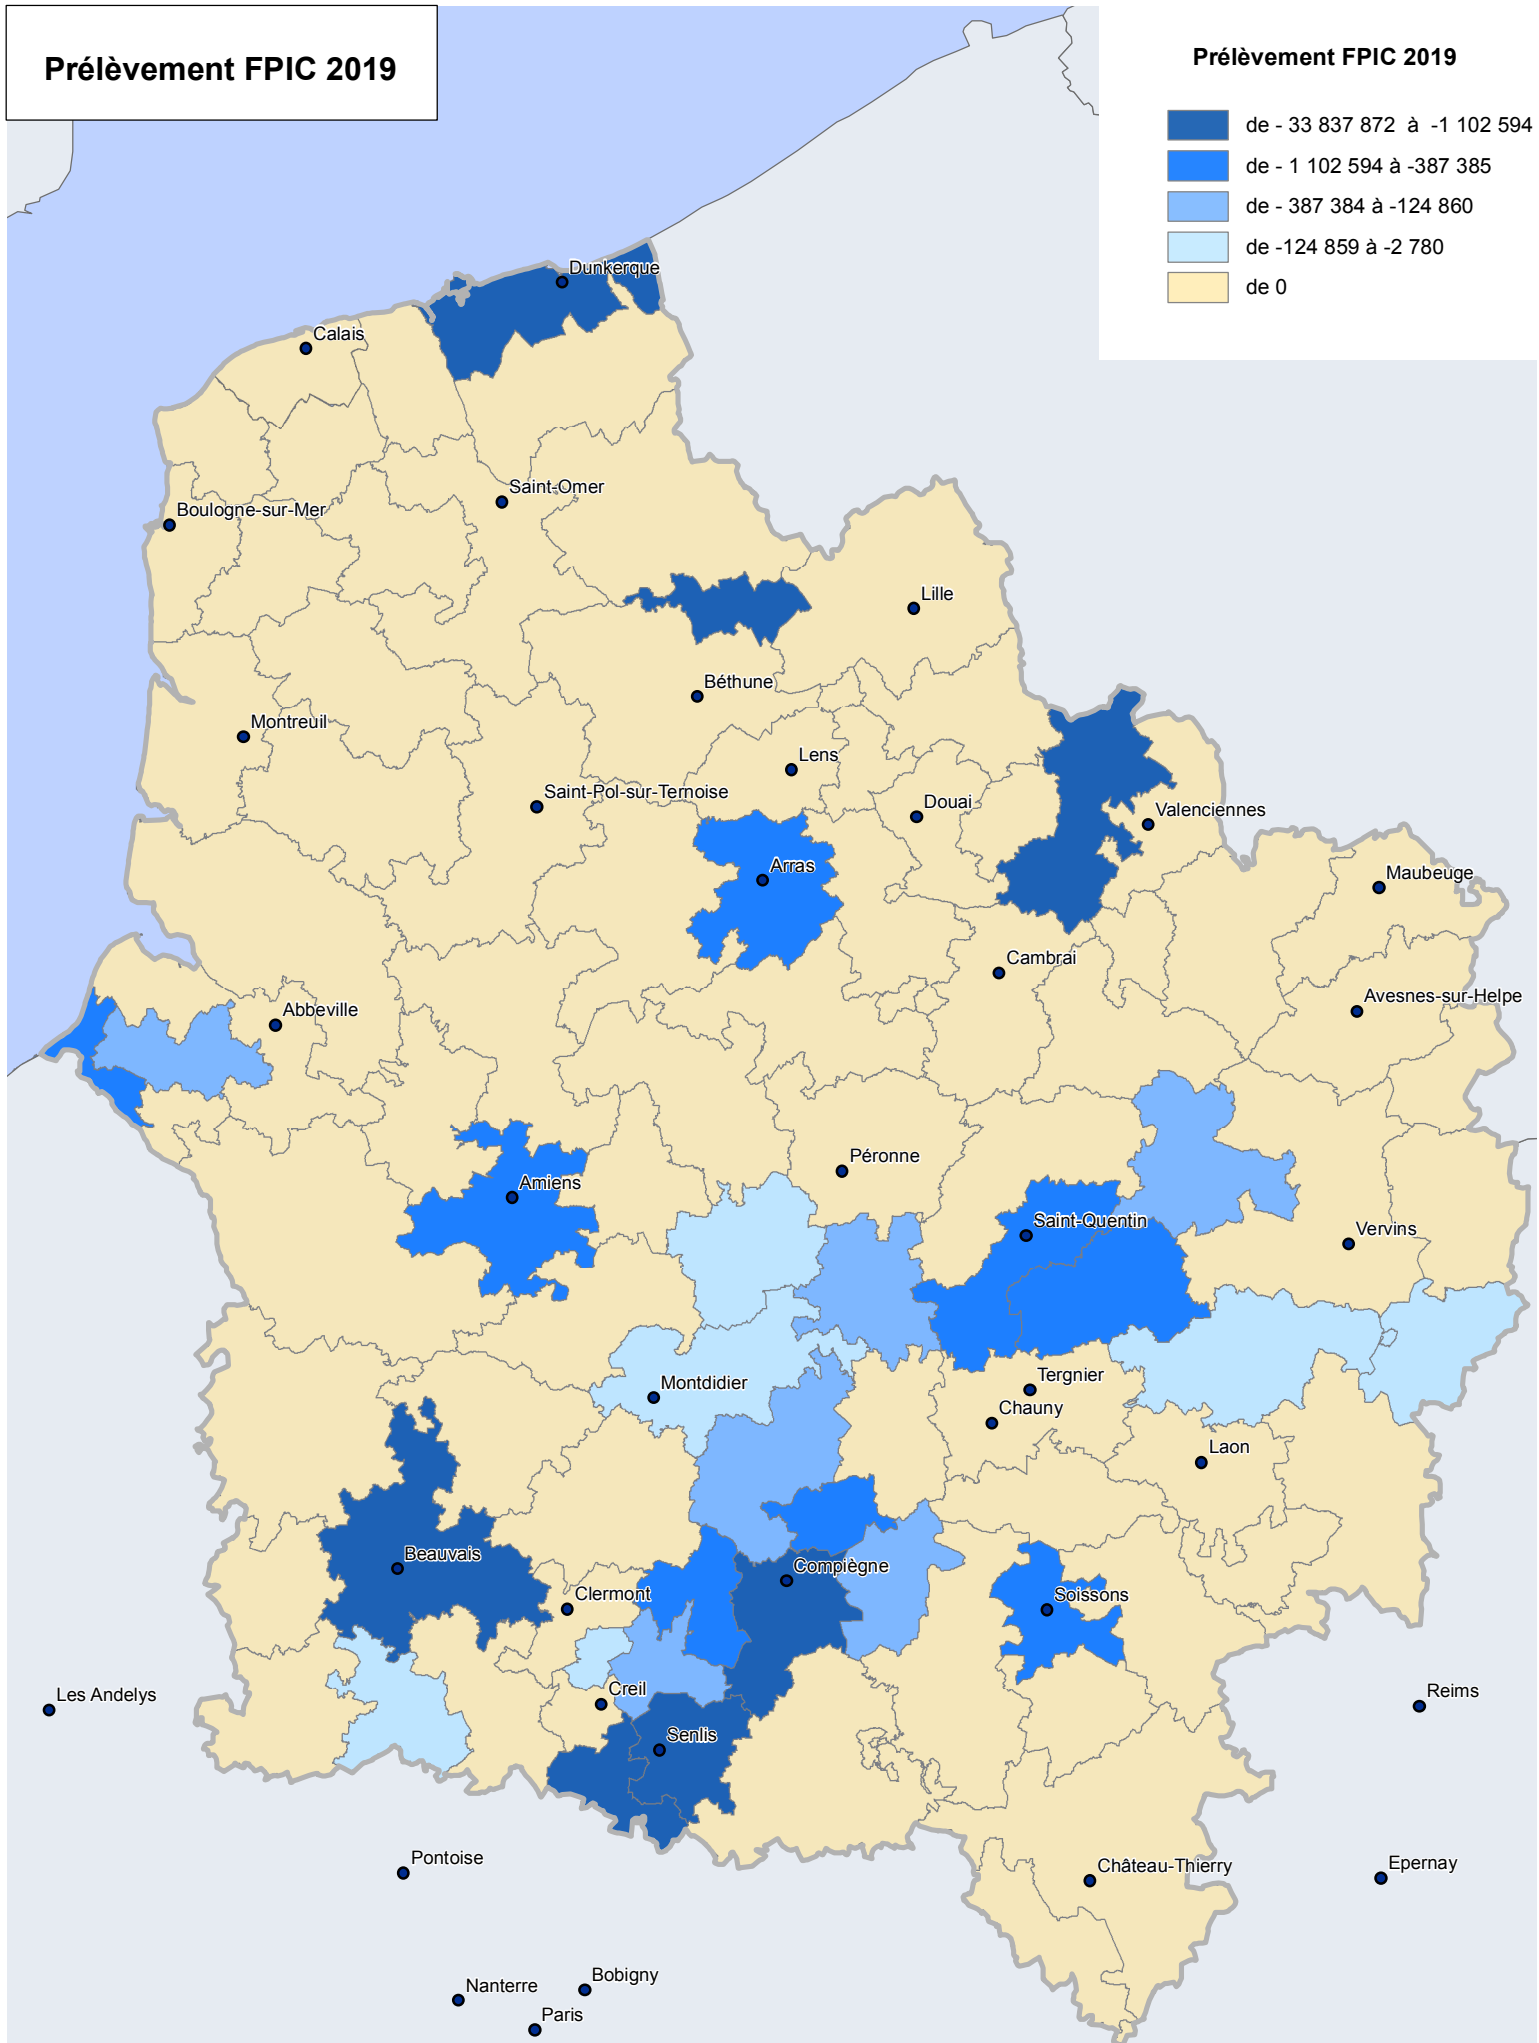 Prélèvement FPIC 2019
Prélèvement FPIC 2019
de - 33 837 872 à -1 102 594
de - 1 102 594 à -387 385
de - 387 384 à -124 860
de -124 859 à -2 780
de 0
Dunkerque
Calais
Saint-Omer
Boulogne-sur-Mer
Lille
Béthune
Montreuil
Lens
Saint-Pol-sur-Ternoise
Douai
Valenciennes
Arras
Maubeuge
Cambrai
Avesnes-sur-Helpe
Abbeville
Péronne
Amiens
Saint-Quentin
Vervins
Tergnier
Montdidier
Chauny
Laon
Beauvais
Compiègne
Clermont
Soissons
Les Andelys
Creil
Reims
Senlis
Pontoise
Château-Thierry
Epernay
Bobigny
Nanterre
Paris